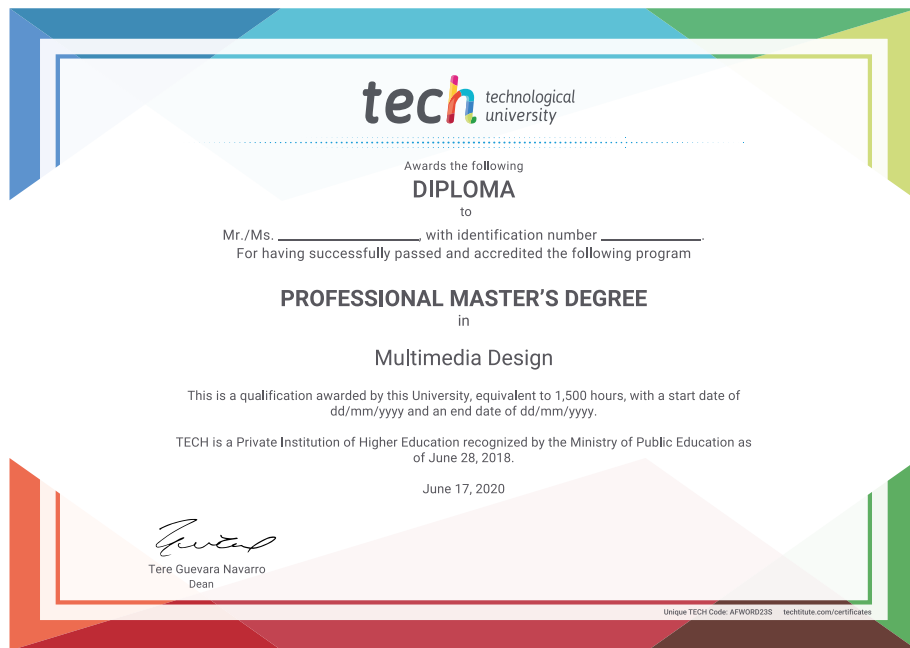 tech technological
university
Awards the following
DIPLOMA
to
Mr./Ms. ____________________, with identification number ______________.
For having successfully passed and accredited the following program
PROFESSIONAL MASTER'S DEGREE
in
Multimedia Design
This is a qualification awarded by this University, equivalent to 1,500 hours, with a start date of
dd/mm/yyyy and an end date of dd/mm/yyyy.
TECH is a Private Institution of Higher Education recognized by the Ministry of Public Education as
of June 28, 2018.
June 17, 2020
Tere Guevara Navarro
Dean
Unique TECH Code: AFWORD23S techtitute.com/certificates